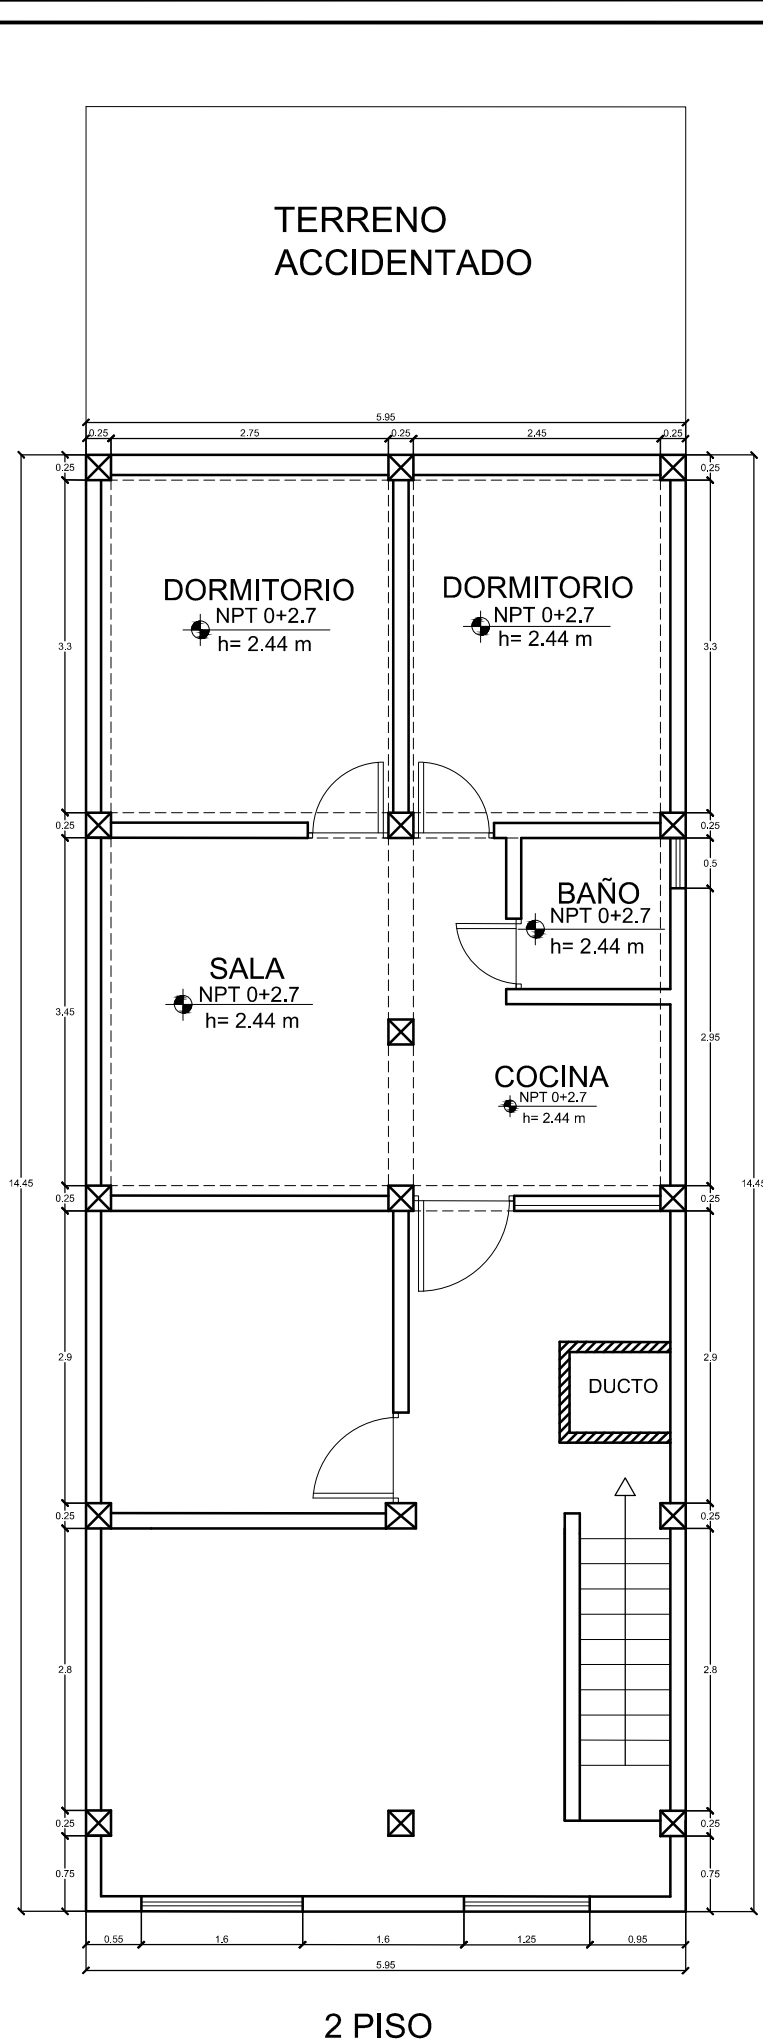 TERRENO
ACCIDENTADO
5.95
0.25 2.75 0.25 2.45 0.25
0.25 0.25
DORMITORIO
NPT 0+2.7
h= 2.44 m
DORMITORIO
NPT 0+2.7
h= 2.44 m
3.3 3.3
0.25 0.25
0.5
BAÑO
NPT 0+2.7
h= 2.44 m
SALA
NPT 0+2.7
h= 2.44 m
3.45 2.95
COCINA
NPT 0+2.7
h= 2.44 m
14.45 14.45
0.25 0.25
2.9 2.9
DUCTO
0.25 0.25
2.8 2.8
0.25 0.25
0.75 0.75
0.55 1.6 1.6 1.25 0.95
5.95
2 PISO